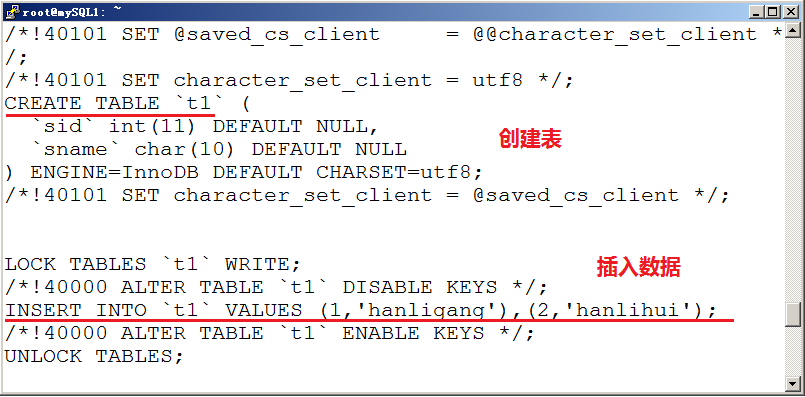 root@mySQL1: ~
/*!40101 SET @saved_cs_client     = @@character_set_client *
/;
/*!40101 SET character_set_client = utf8 */;
CREATE TABLE `t1` (
  `sid` int(11) DEFAULT NULL,
创建表
  `sname` char(10) DEFAULT NULL
) ENGINE=InnoDB DEFAULT CHARSET=utf8;
/*!40101 SET character_set_client = @saved_cs_client */;
LOCK TABLES `t1` WRITE;
插入数据
/*!40000 ALTER TABLE `t1` DISABLE KEYS */;
INSERT INTO `t1` VALUES (1,'hanligang'),(2,'hanlihui');
/*!40000 ALTER TABLE `t1` ENABLE KEYS */;
UNLOCK TABLES;